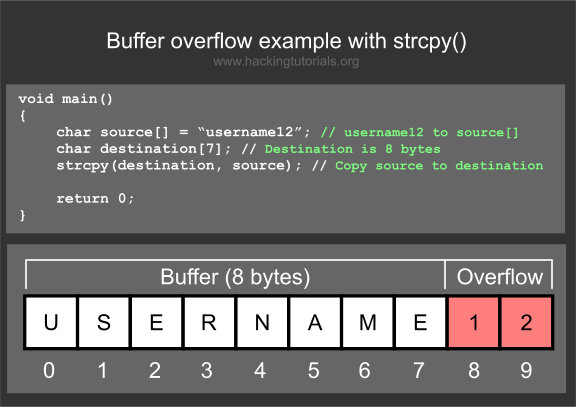 Buffer overflow example with strcpy()
www.hackingtutorials.org
void main()
{
char source[] = “username12”; // username12 to source[]
char destination[7]; // Destination is 8 bytes
strcpy(destination, source); // Copy source to destination
return 0;
}
Buffer (8 bytes) Overflow
U S E R N A M E 1 2
0 1 2 3 4 5 6 7 8 9